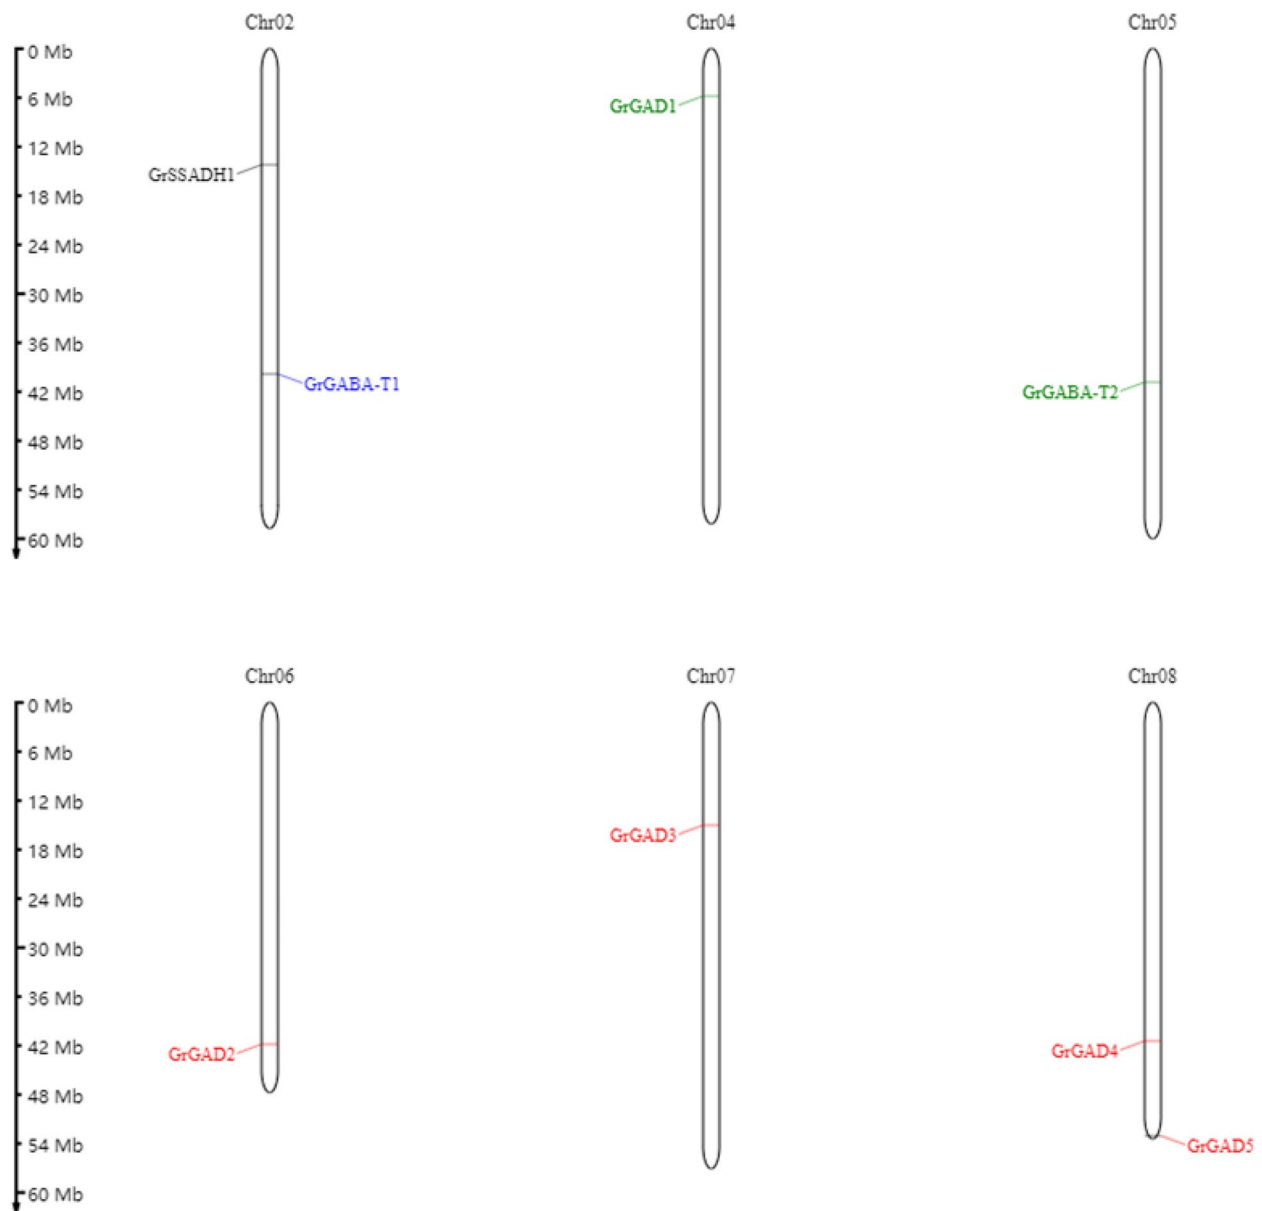 Chr02
Chr04
Chr05
0 Mb
6 Mb
GrGAD1
12 Mb
GrSSADH1
18 Mb
24 Mb
30 Mb
36 Mb
GrGABA-T1
42 Mb
GrGABA-T2
48 Mb
54 Mb
60 Mb
Chr06
Chr07
Chr08
0 Mb
6 Mb
12 Mb
GrGAD3
18 Mb
24 Mb
30 Mb
36 Mb
42 Mb
GrGAD2
GrGAD4
48 Mb
54 Mb
GrGAD5
60 Mb